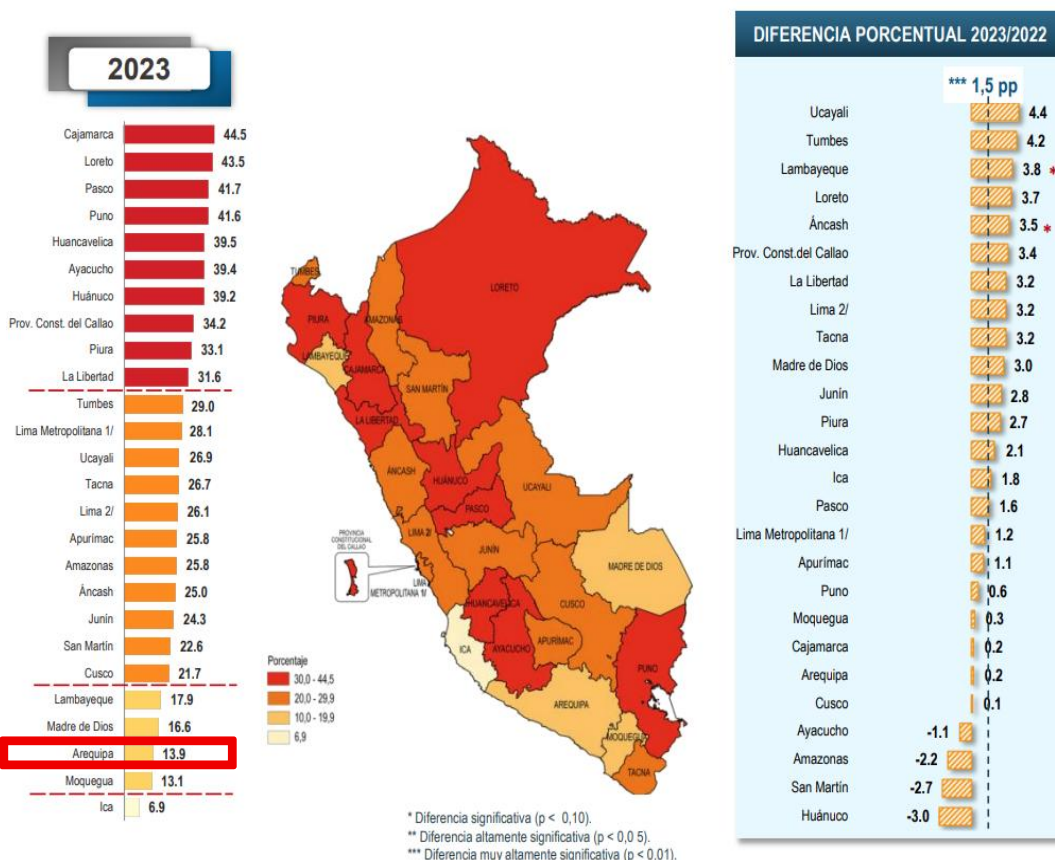 2023
Cajamarca 44.5
Loreto 43.5
Pasco 41.7
Puno 41.6
Huancavelica 39.5
Ayacucho 39.4
Huánuco 39.2
Prov. Const. del Callao 34.2
Piura 33.1
La Libertad 31.6
Tumbes 29.0
Lima Metropolitana 1/ 28.1
Ucayali 26.9
Tacna 26.7
Lima 2/ 26.1
Apurímac 25.8
Amazonas 25.8
Áncash 25.0
Junín 24.3
San Martín 22.6
Cusco 21.7
Lambayeque 17.9
Madre de Dios 16.6
Arequipa 13.9
Moquegua 13.1
Ica 6.9
TUMBES
LORETO
PIURA
AMAZONAS
LAMBAYEQUE
CAJAMARCA
SAN MARTÍN
LA LIBERTAD
ÁNCASH
HUÁNUCO
UCAYALI
PASCO
LIMA 2/
PROVINCIA
CONSTITUCIONAL
DEL CALLAO
JUNÍN
LIMA
METROPOLITANA 1/
MADRE DE DIOS
HUANCAVELICA
CUSCO
ICA
AYACUCHO
APURÍMAC
PUNO
AREQUIPA
MOQUEGUA
TACNA
Porcentaje
30,0 - 44,5
20,0 - 29,9
10,0 - 19,9
6,9
* Diferencia significativa (p < 0,10).
** Diferencia altamente significativa (p < 0,0 5).
*** Diferencia muy altamente significativa (p < 0,01).
DIFERENCIA PORCENTUAL 2023/2022
*** 1,5 pp
Ucayali 4.4
Tumbes 4.2
Lambayeque 3.8 *
Loreto 3.7
Áncash 3.5 *
Prov. Const.del Callao 3.4
La Libertad 3.2
Lima 2/ 3.2
Tacna 3.2
Madre de Dios 3.0
Junín 2.8
Piura 2.7
Huancavelica 2.1
Ica 1.8
Pasco 1.6
Lima Metropolitana 1/ 1.2
Apurímac 1.1
Puno 0.6
Moquegua 0.3
Cajamarca 0.2
Arequipa 0.2
Cusco 0.1
Ayacucho -1.1
Amazonas -2.2
San Martín -2.7
Huánuco -3.0